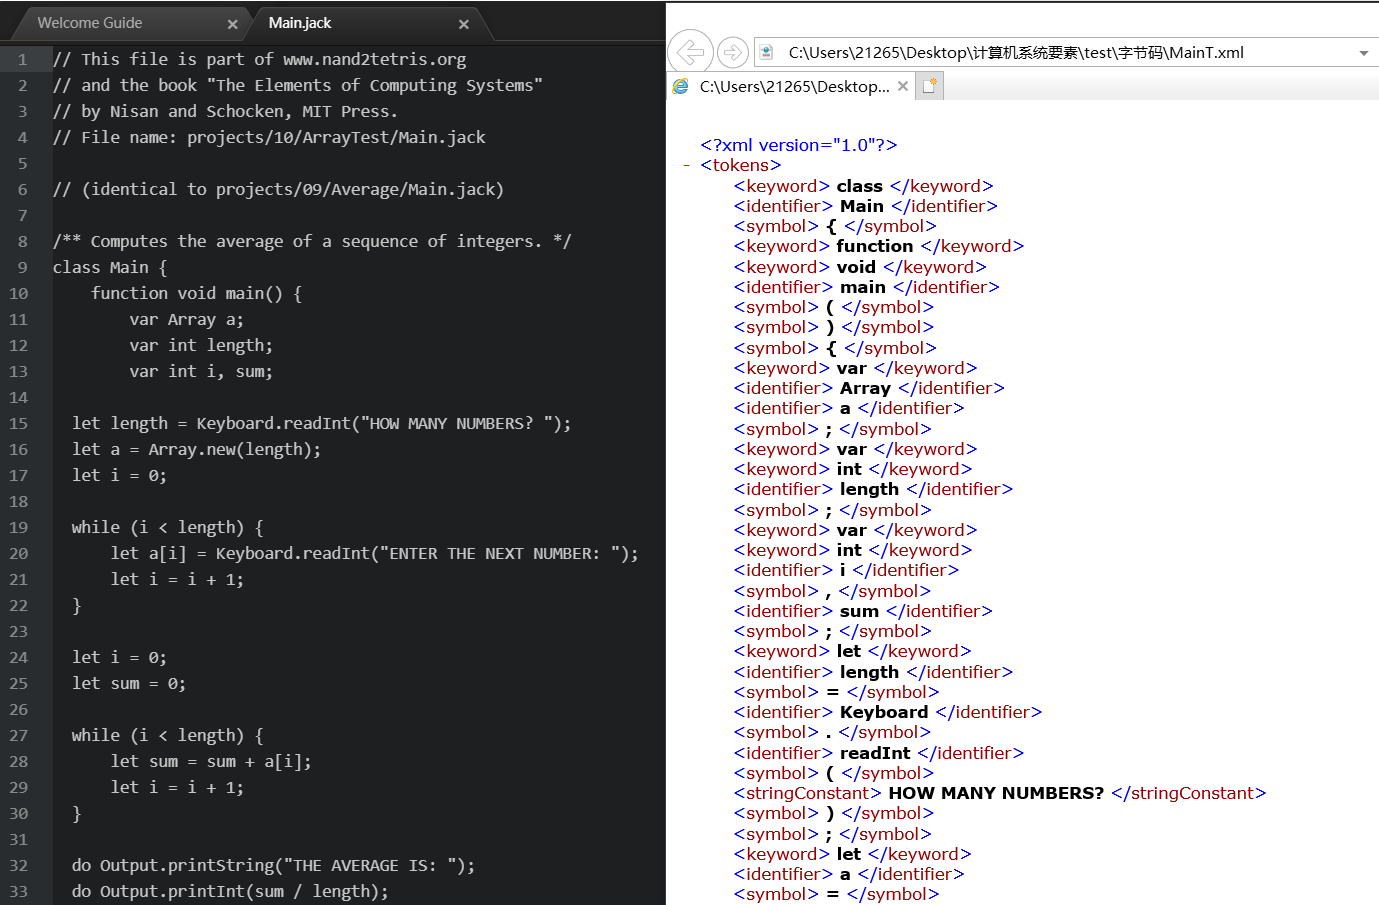 Welcome Guide
Main.jack
1 // This file is part of www.nand2tetris.org
2 // and the book "The Elements of Computing Systems"
3 // by Nisan and Schocken, MIT Press.
4 // File name: projects/10/ArrayTest/Main.jack
5
6 // (identical to projects/09/Average/Main.jack)
7
8 /** Computes the average of a sequence of integers. */
9 class Main {
10     function void main() {
11         var Array a;
12         var int length;
13         var int i, sum;
14
15   let length = Keyboard.readInt("HOW MANY NUMBERS? ");
16   let a = Array.new(length);
17   let i = 0;
18
19   while (i < length) {
20       let a[i] = Keyboard.readInt("ENTER THE NEXT NUMBER: ");
21       let i = i + 1;
22   }
23
24   let i = 0;
25   let sum = 0;
26
27   while (i < length) {
28       let sum = sum + a[i];
29       let i = i + 1;
30   }
31
32   do Output.printString("THE AVERAGE IS: ");
33   do Output.printInt(sum / length);
C:\Users\21265\Desktop\计算机系统要素\test\字节码\MainT.xml
C:\Users\21265\Desktop...
<?xml version="1.0"?>
- <tokens>
<keyword> class </keyword>
<identifier> Main </identifier>
<symbol> { </symbol>
<keyword> function </keyword>
<keyword> void </keyword>
<identifier> main </identifier>
<symbol> ( </symbol>
<symbol> ) </symbol>
<symbol> { </symbol>
<keyword> var </keyword>
<identifier> Array </identifier>
<identifier> a </identifier>
<symbol> ; </symbol>
<keyword> var </keyword>
<keyword> int </keyword>
<identifier> length </identifier>
<symbol> ; </symbol>
<keyword> var </keyword>
<keyword> int </keyword>
<identifier> i </identifier>
<symbol> , </symbol>
<identifier> sum </identifier>
<symbol> ; </symbol>
<keyword> let </keyword>
<identifier> length </identifier>
<symbol> = </symbol>
<identifier> Keyboard </identifier>
<symbol> . </symbol>
<identifier> readInt </identifier>
<symbol> ( </symbol>
<stringConstant> HOW MANY NUMBERS? </stringConstant>
<symbol> ) </symbol>
<symbol> ; </symbol>
<keyword> let </keyword>
<identifier> a </identifier>
<symbol> = </symbol>